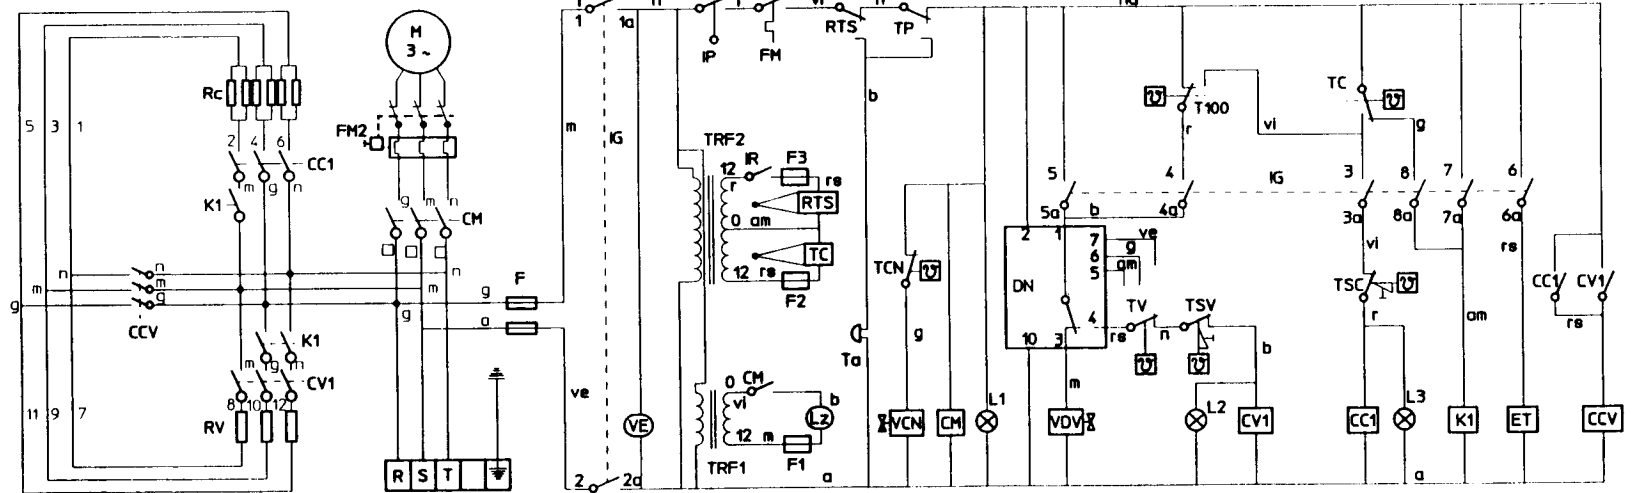 1
1
1a
n
r
vi
RTS
iv
TP
IP
FM
M
3 ~
Rc
5 3 1
FM2
2 4 6
CC1
m g n
K1
g m n
CM
n n n
m m m
g g g
CCV
F
g
a
m
IG
ve
K1
m g m
CV1
8 10 12
11 9 7
RV
R S T
2
2a
VE
TRF2
12
r
IR
F3
rs
RTS
0 am
TC
12 rs
F2
0
CM
vi
b
Lz
12 m
F1
TRF1
a
b
Ta
TCN
ʊ
g
VCN
CM
L1
5
5a
b
2 1
7
6
5
ve
g
am
DN
4
10 3
rs
TV
n
TSV
b
m
VDV
L2
CV1
T100
r
vi
4
4a
IG
TC
g
3 8 7 6
3a 8a 7a 6a
vi
rs
TSC
r
am
CC1
CV1
rs
L3
CC1
K1
ET
CCV
a